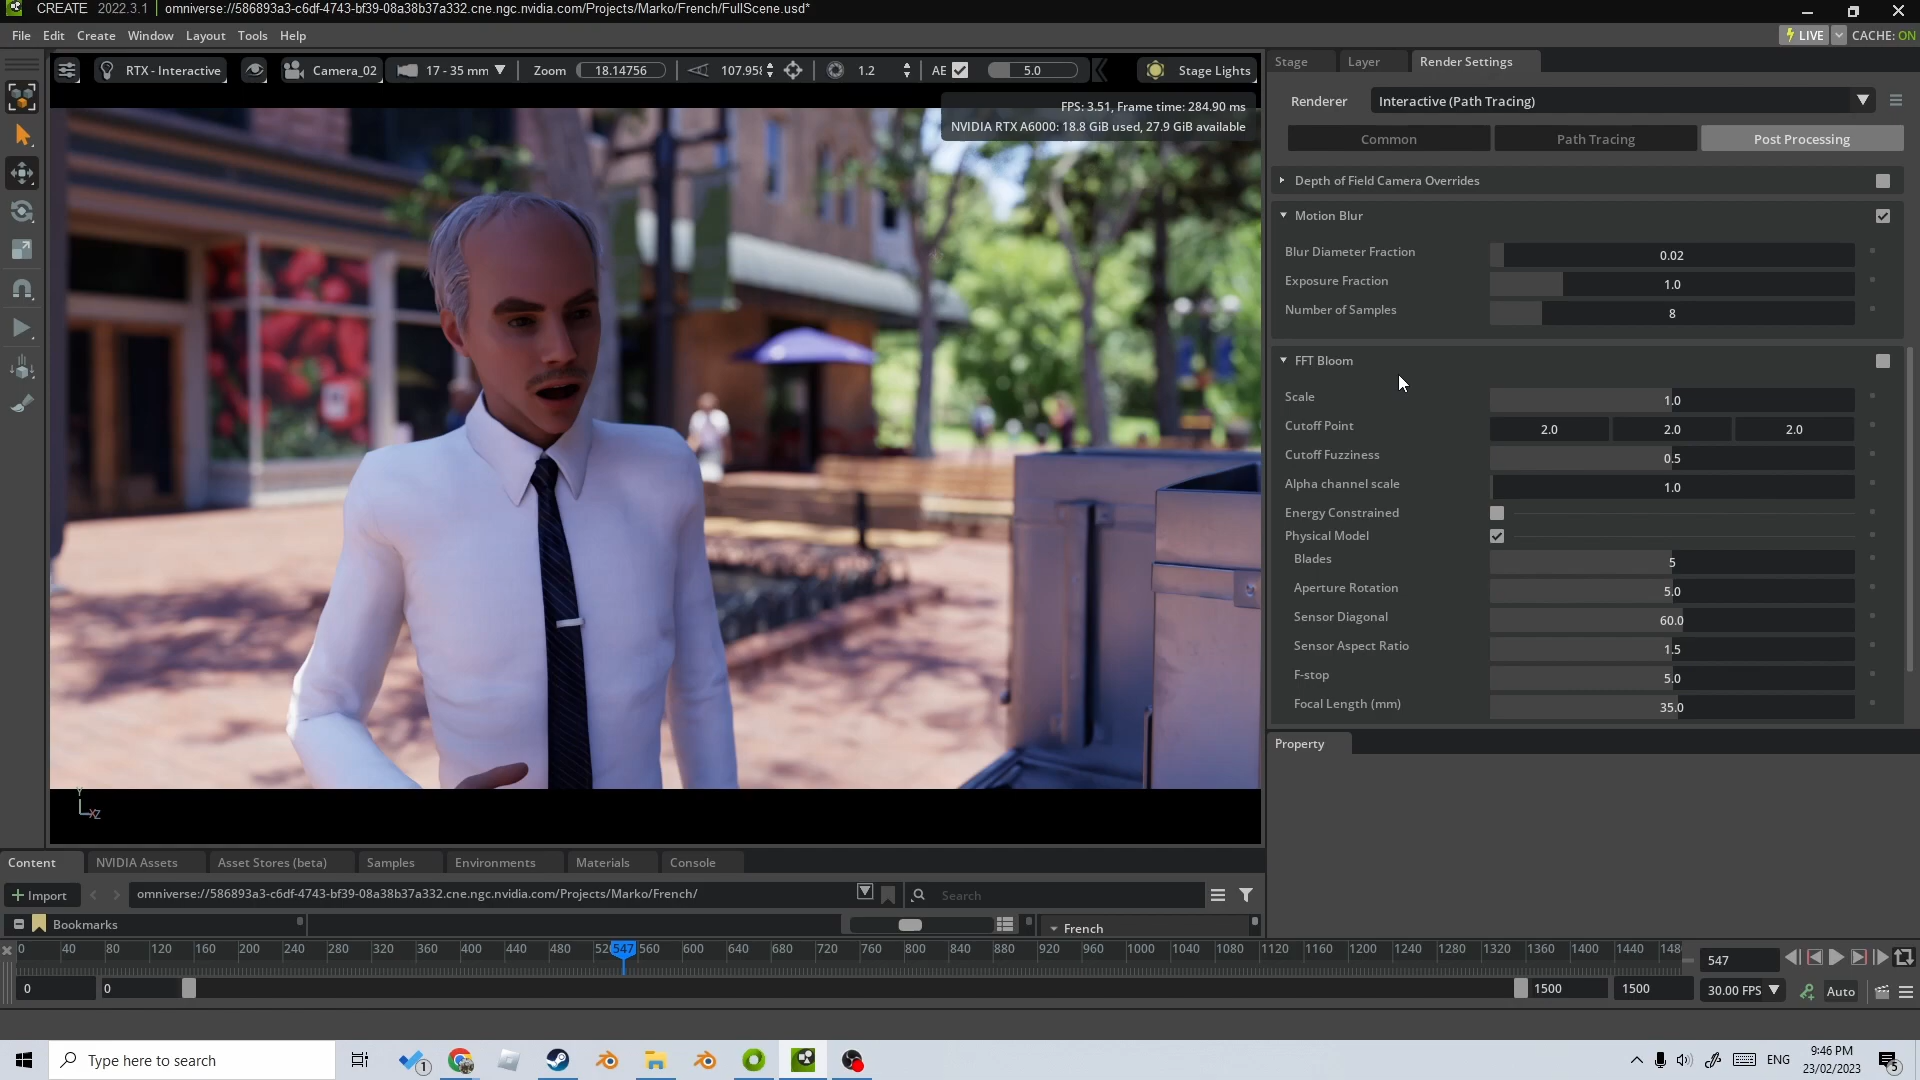 CREATE 2022.3.1 omniverse://586893a3-c6df-4743-bf39-08a38b37a332.cne.ngc.nvidia.com/Projects/Marko/French/FullScene.usd*
File Edit Create Window Layout Tools Help LIVE CACHE: ON
RTX - Interactive Camera_02 17 - 35 mm Zoom 18.14756 107.958 1.2 AE 5.0 Stage Lights
FPS: 3.51, Frame time: 284.90 ms
NVIDIA RTX A6000: 18.8 GiB used, 27.9 GiB available
Y
XZ
Stage Layer Render Settings
Renderer Interactive (Path Tracing)
Common Path Tracing Post Processing
Depth of Field Camera Overrides
Motion Blur
Blur Diameter Fraction 0.02
Exposure Fraction 1.0
Number of Samples 8
FFT Bloom
Scale 1.0
Cutoff Point 2.0 2.0 2.0
Cutoff Fuzziness 0.5
Alpha channel scale 1.0
Energy Constrained
Physical Model
Blades 5
Aperture Rotation 5.0
Sensor Diagonal 60.0
Sensor Aspect Ratio 1.5
F-stop 5.0
Focal Length (mm) 35.0
Property
Content NVIDIA Assets Asset Stores (beta) Samples Environments Materials Console
+ Import omniverse://586893a3-c6df-4743-bf39-08a38b37a332.cne.ngc.nvidia.com/Projects/Marko/French/ Search
Bookmarks French
0 40 80 120 160 200 240 280 320 360 400 440 480 52 547 560 600 640 680 720 760 800 840 880 920 960 1000 1040 1080 1120 1160 1200 1240 1280 1320 1360 1400 1440 148 547
0 0 1500 1500 30.00 FPS Auto
Type here to search 1 ENG 9:46 PM
23/02/2023 5